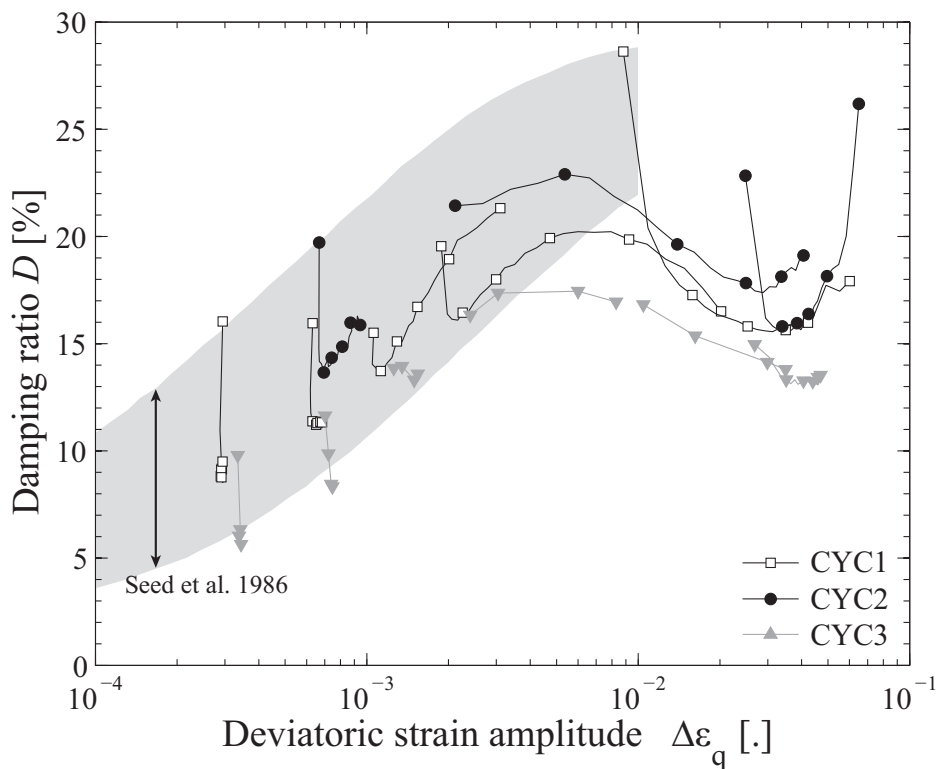 30
25
20
15
10
5
0
Damping ratio D [%]
Seed et al. 1986
CYC1
CYC2
CYC3
10⁻⁴ 10⁻³ 10⁻² 10⁻¹
Deviatoric strain amplitude Δε_q [.]